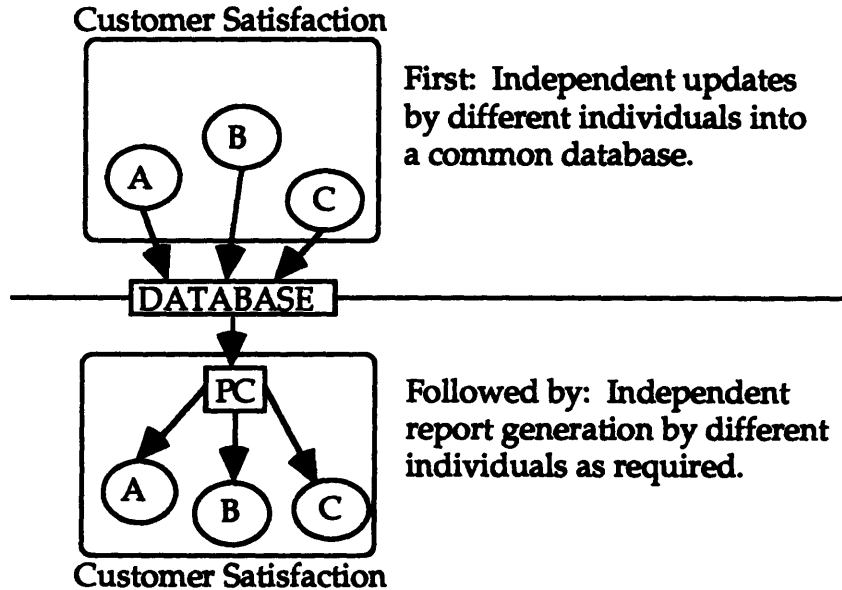 Customer Satisfaction
First: Independent updates
by different individuals into
a common database.
B
A
C
DATABASE
PC
Followed by: Independent
report generation by different
individuals as required.
A
B
C
Customer Satisfaction